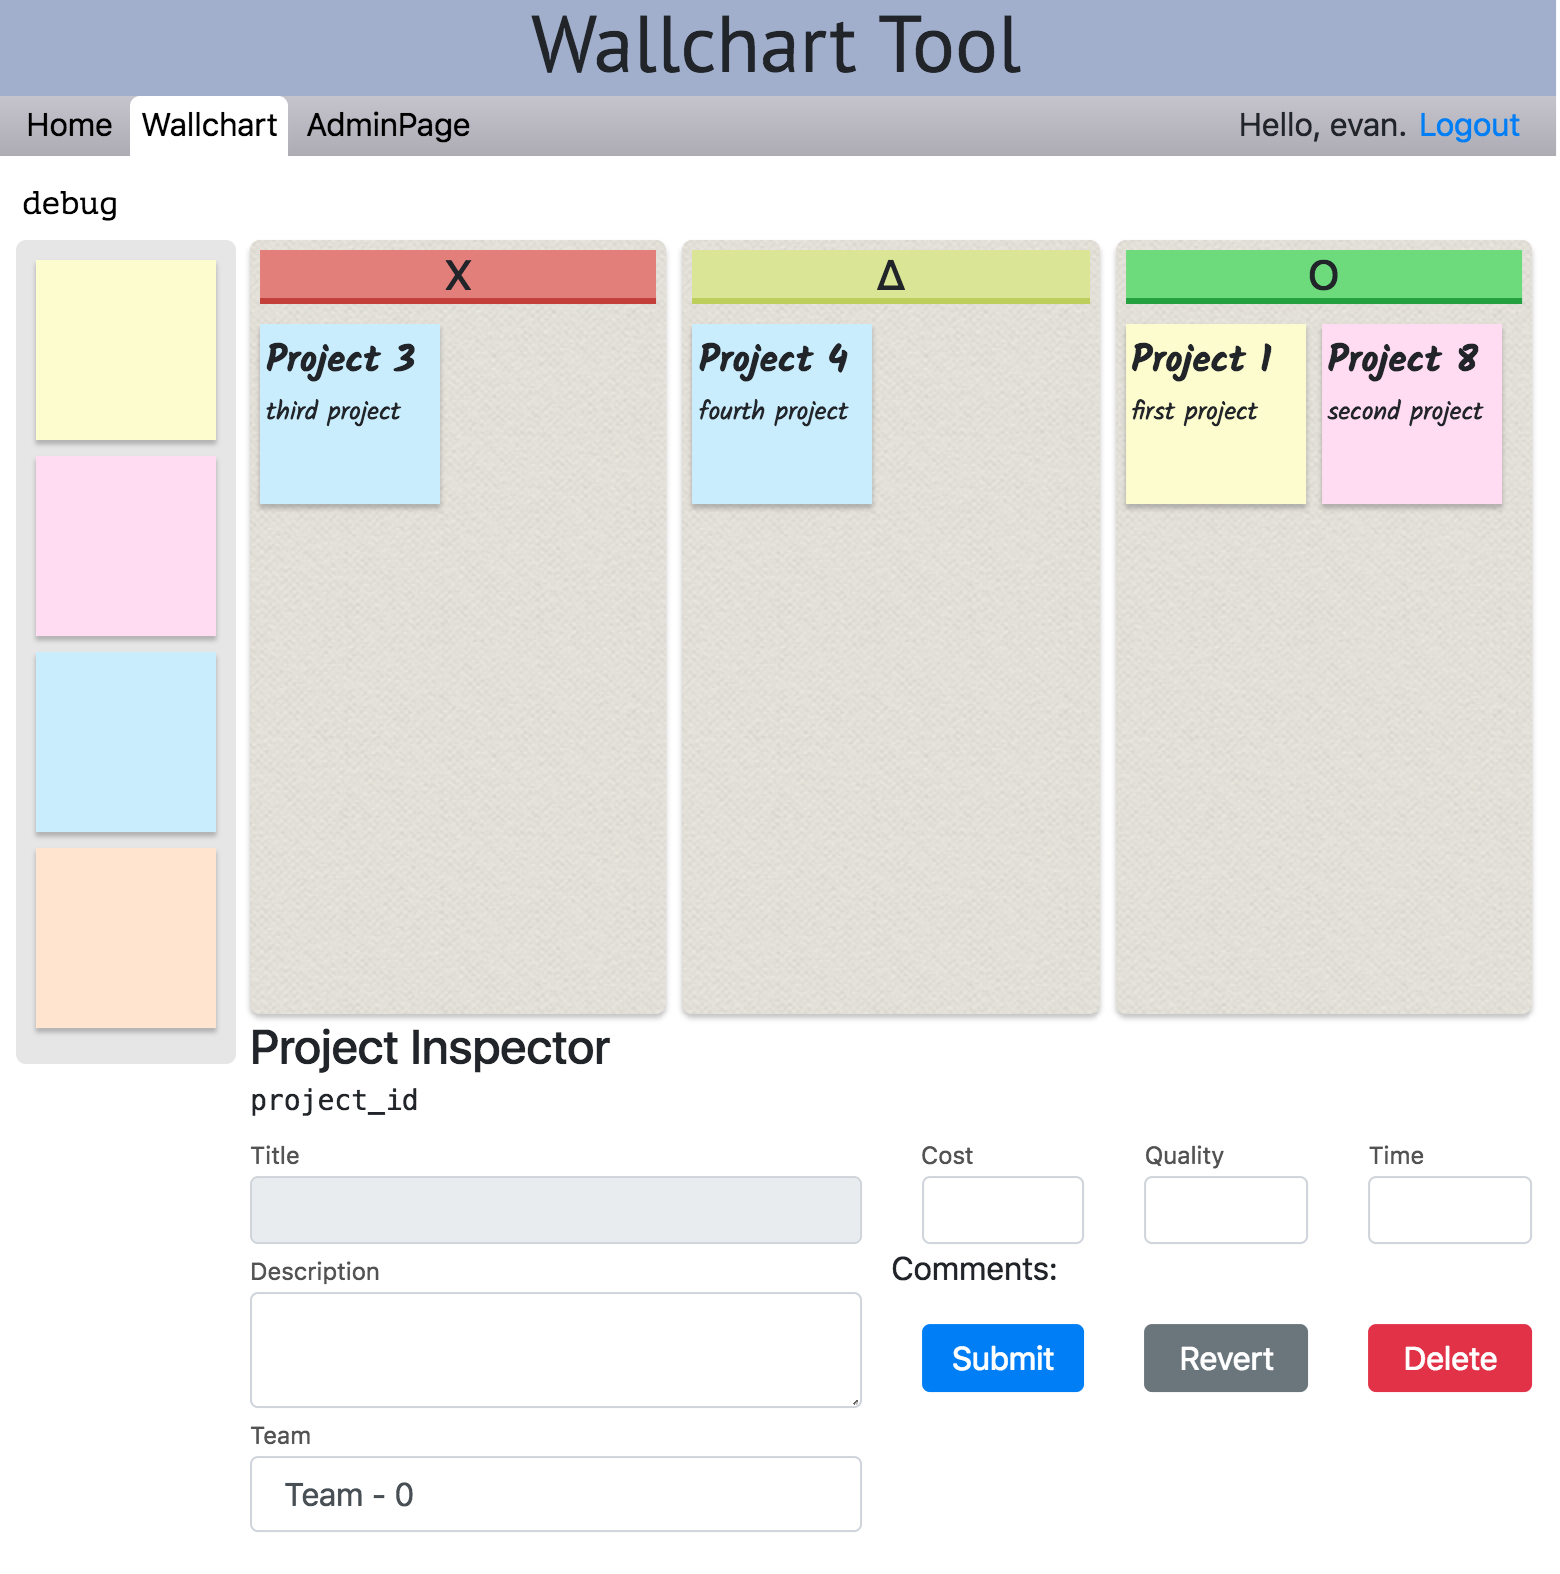 Wallchart Tool
Home Wallchart AdminPage Hello, evan. Logout
debug
X Δ O
Project 3 Project 4 Project 1 Project 8
third project fourth project first project second project
Project Inspector
project_id
Title Cost Quality Time
Description Comments:
Submit Revert Delete
Team
Team - 0